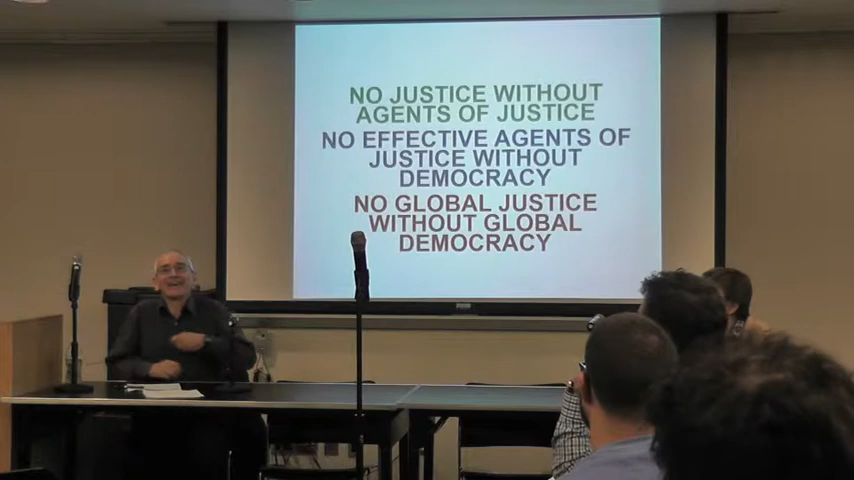 NO JUSTICE WITHOUT
AGENTS OF JUSTICE
NO EFFECTIVE AGENTS OF
JUSTICE WITHOUT
DEMOCRACY
NO GLOBAL JUSTICE
WITHOUT GLOBAL
DEMOCRACY